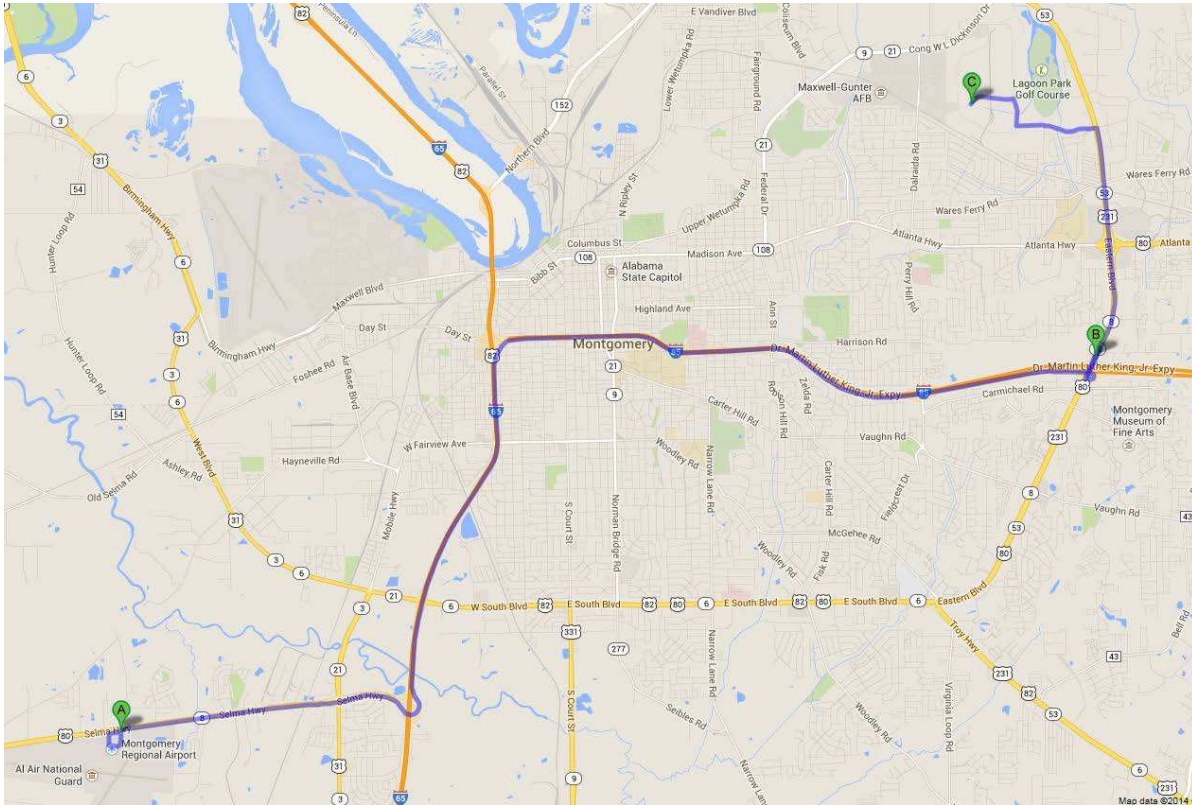 E Vandiver Blvd
Coliseum Blvd
53
82
65
Peninsula Ln
Parallel St
Lower Wetumpka Rd
Fairground Rd
9
21
Cong W L Dickinson Dr
6
3
31
152
Northern Blvd
Maxwell-Gunter
AFB
C
Lagoon Park
Golf Course
21
Federal Dr
Dalraida Rd
54
Hunter Loop Rd
Birmingham Hwy
N Ripley St
Upper Wetumpka Rd
Wares Ferry Rd
Wares Ferry Rd
53
231
Columbus St
108
Madison Ave
108
Atlanta Hwy
Atlanta Hwy
80
Atlanta
Eastern Blvd
Bibb St
Alabama
State Capitol
Maxwell Blvd
Perry Hill Rd
6
31
Day St
Day St
Highland Ave
Ann St
Harrison Rd
8
B
Birmingham Hwy
Foshee Rd
Air Base Blvd
82
Montgomery
65
21
9
Dr. Martin Luther King, Jr. Expy
85
Dr. Martin Luther King, Jr. Expy
80
Carmichael Rd
Hunter Loop Rd
3
6
54
65
Carter Hill Rd
Zelda Rd
Montgomery
Museum of
Fine Arts
West Blvd
W Fairview Ave
Woodley Rd
Narrow Lane Rd
Vaughn Rd
231
Hayneville Rd
Ashley Rd
Old Selma Rd
Mobile Hwy
Carter Hill Rd
Fieldcrest Dr
8
Vaughn Rd
43
31
S Court St
Norman Bridge Rd
McGehee Rd
53
80
3
6
Woodley Rd
Fisk Rd
3
21
6
W South Blvd
82
E South Blvd
82
80
6
E South Blvd
82
80
E South Blvd
6
Eastern Blvd
331
277
Narrow Lane Rd
Troy Hwy
Bell Rd
43
21
S Court St
Seibles Rd
Woodley Rd
Virginia Loop Rd
231
82
53
A
80
Selma Hwy
8
Selma Hwy
Selma Hwy
Montgomery
Regional Airport
Al Air National
Guard
31
3
65
9
Narrow Lane
6
231
Map data ©2014